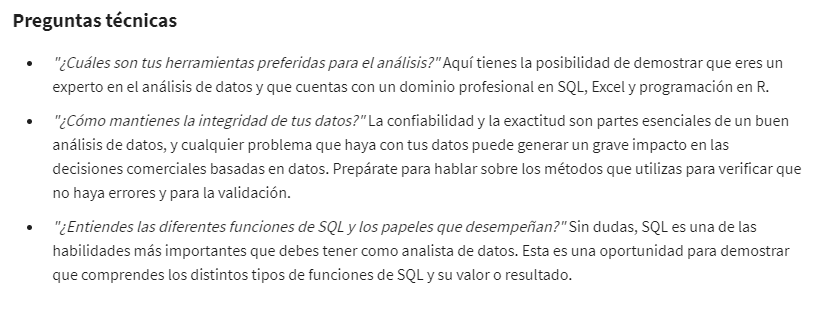 Preguntas técnicas
• "¿Cuáles son tus herramientas preferidas para el análisis?" Aquí tienes la posibilidad de demostrar que eres un
experto en el análisis de datos y que cuentas con un dominio profesional en SQL, Excel y programación en R.
• "¿Cómo mantienes la integridad de tus datos?" La confiabilidad y la exactitud son partes esenciales de un buen
análisis de datos, y cualquier problema que haya con tus datos puede generar un grave impacto en las
decisiones comerciales basadas en datos. Prepárate para hablar sobre los métodos que utilizas para verificar que
no haya errores y para la validación.
• "¿Entiendes las diferentes funciones de SQL y los papeles que desempeñan?" Sin dudas, SQL es una de las
habilidades más importantes que debes tener como analista de datos. Esta es una oportunidad para demostrar
que comprendes los distintos tipos de funciones de SQL y su valor o resultado.